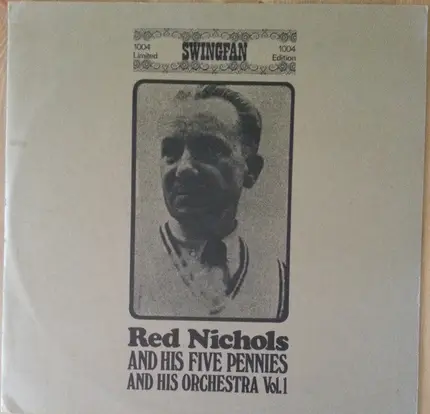 1004 SWINGFAN 1004
Limited Edition
Red Nichols
AND HIS FIVE PENNIES
AND HIS ORCHESTRA Vol.1